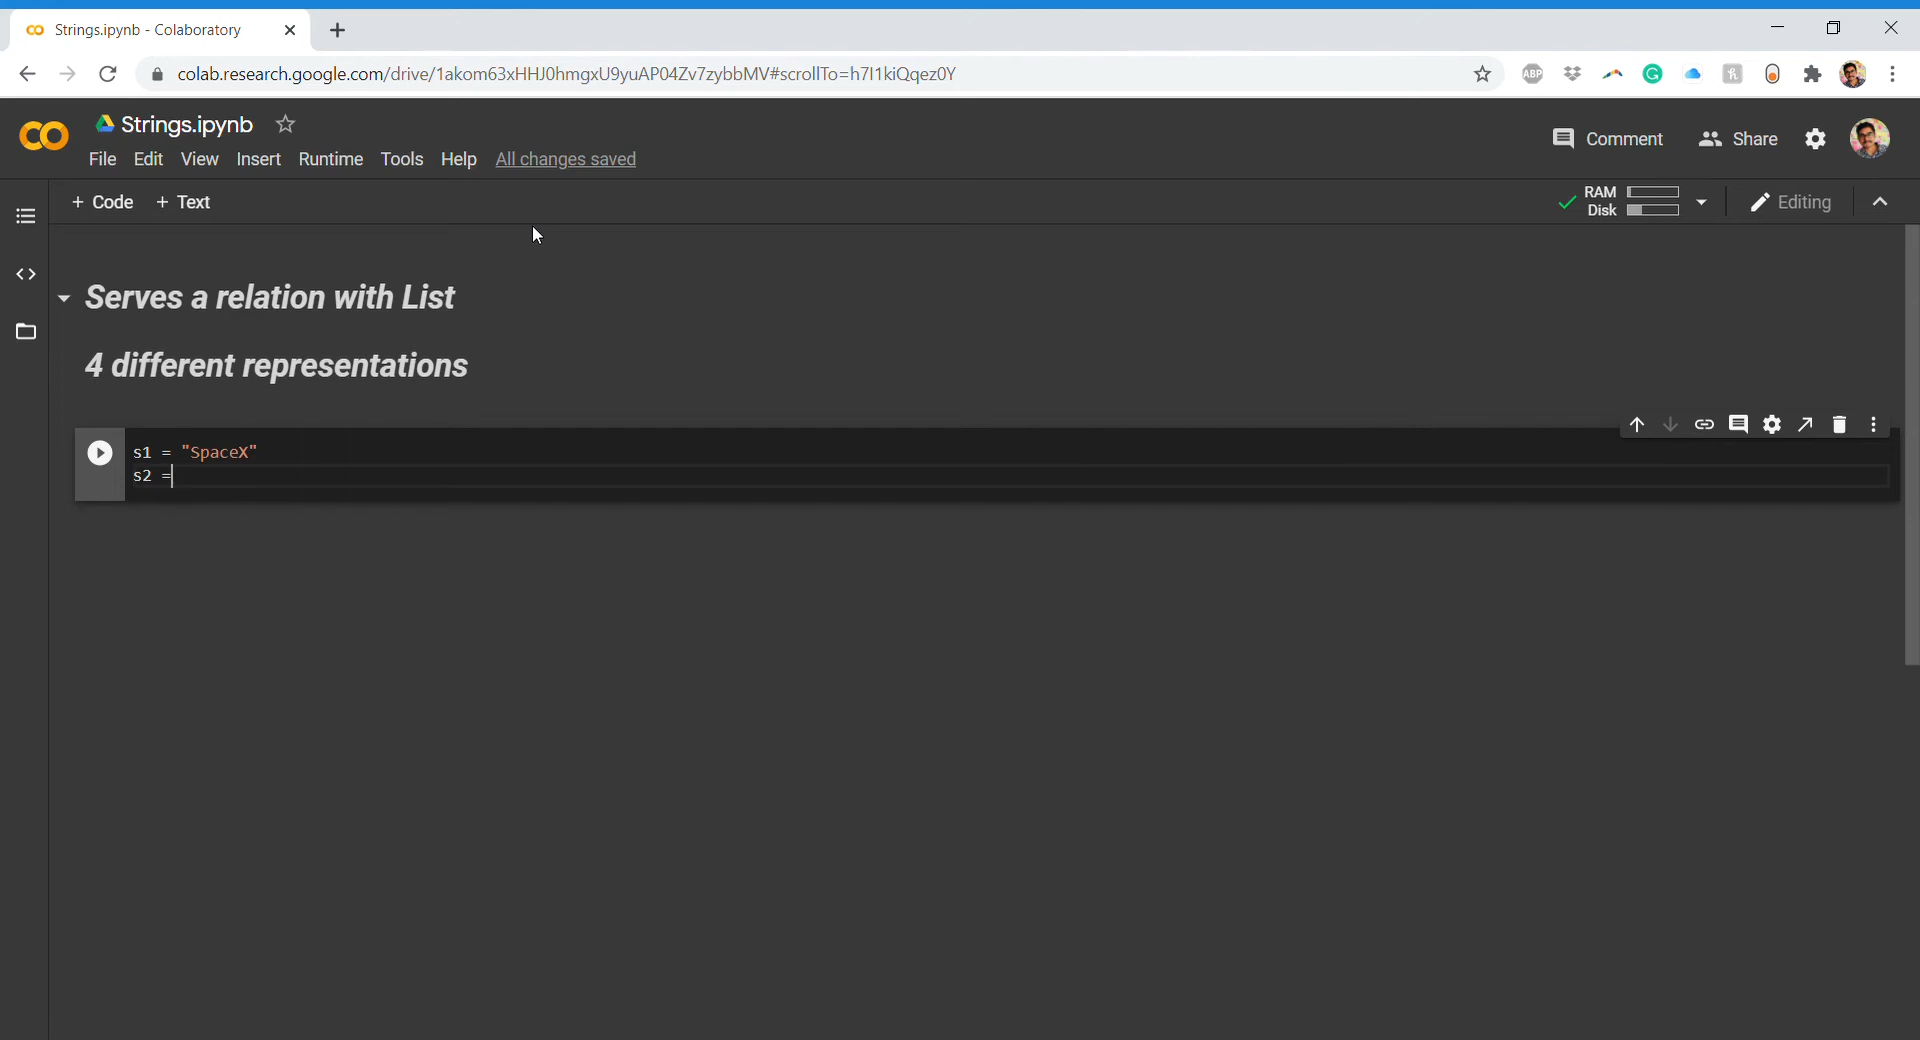 Strings.ipynb - Colaboratory
colab.research.google.com/drive/1akom63xHHJ0hmgxU9yuAP04Zv7zybbMV#scrollTo=h7I1kiQqez0Y
ABP
Strings.ipynb
File Edit View Insert Runtime Tools Help All changes saved
Comment Share
+ Code + Text
RAM
Disk
Editing
Serves a relation with List
4 different representations
s1 = "SpaceX"
s2 =